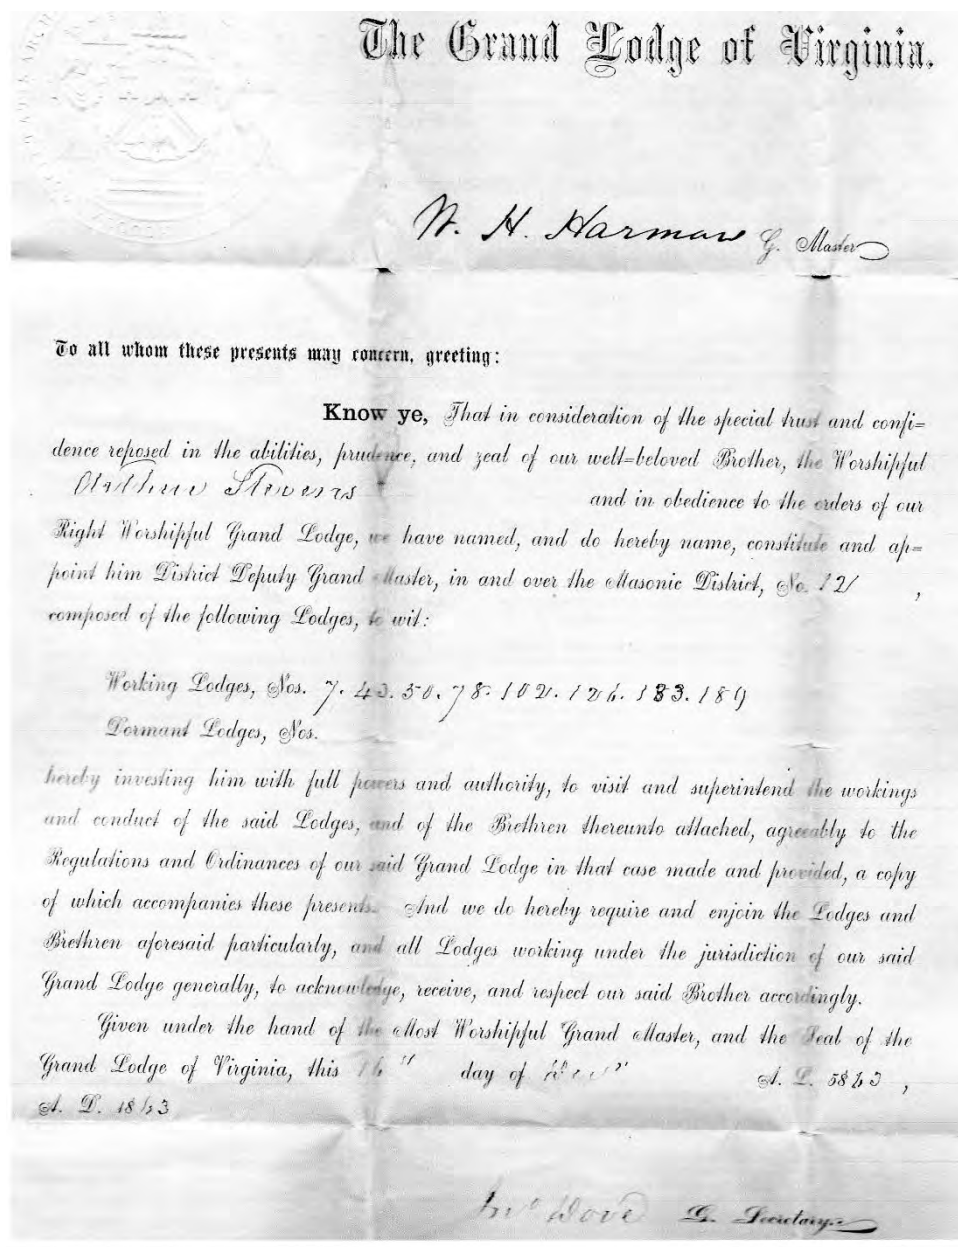 The Grand Lodge of Virginia.
W. H. Harman G. Master
To all whom these presents may concern, greeting:
Know ye, That in consideration of the special trust and confi=
dence reposed in the abilities, prudence, and zeal of our well=beloved Brother, the Worshipful
Arthur Stevens and in obedience to the orders of our
Right Worshipful Grand Lodge, we have named, and do hereby name, constitute and ap=
point him District Deputy Grand Master, in and over the Masonic District, No. 12 ,
composed of the following Lodges, to wit:
Working Lodges, Nos. 7. 43. 50. 78. 102. 126. 133. 189
Dormant Lodges, Nos.
hereby investing him with full powers and authority, to visit and superintend the workings
and conduct of the said Lodges, and of the Brethren thereunto attached, agreeably to the
Regulations and Ordinances of our said Grand Lodge in that case made and provided, a copy
of which accompanies these presents. And we do hereby require and enjoin the Lodges and
Brethren aforesaid particularly, and all Lodges working under the jurisdiction of our said
Grand Lodge generally, to acknowledge, receive, and respect our said Brother accordingly.
Given under the hand of the Most Worshipful Grand Master, and the Seal of the
Grand Lodge of Virginia, this 16" day of A. L. 5863 ,
A. D. 1863
Jno Dove G. Secretary.